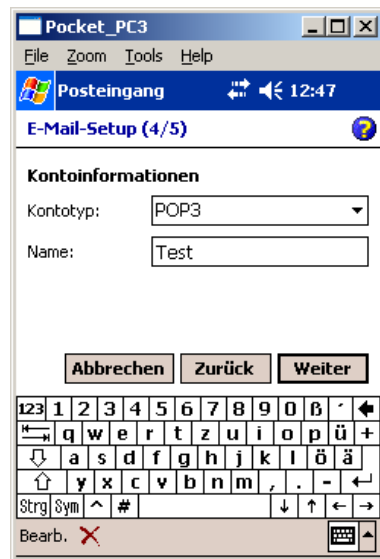 Pocket_PC3
File Zoom Tools Help
Posteingang 12:47
E-Mail-Setup (4/5) ?
Kontoinformationen
Kontotyp: POP3
Name: Test
Abbrechen Zurück Weiter
123 1 2 3 4 5 6 7 8 9 0 ß ´
q w e r t z u i o p ü +
a s d f g h j k l ö ä
y x c v b n m , . -
Strg Sym ^ # ↓ ↑ ← →
Bearb.